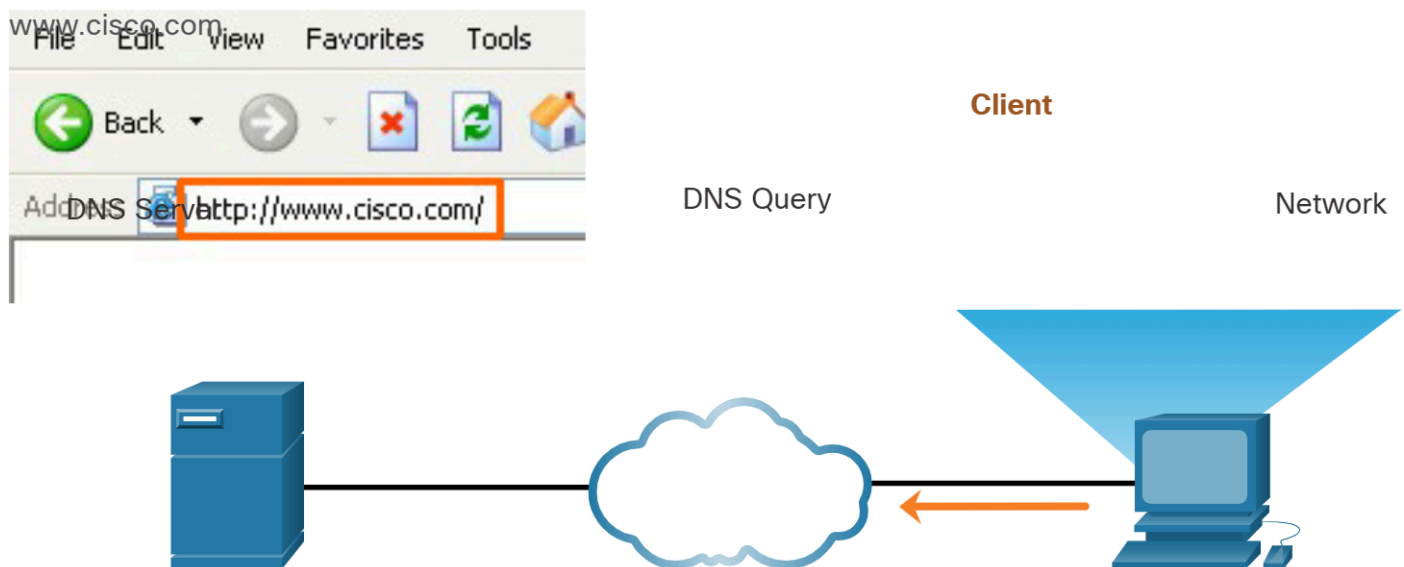 www.cisco.com
File Edit View Favorites Tools
Client
Back
Address http://www.cisco.com/
DNS Server
DNS Query
Network